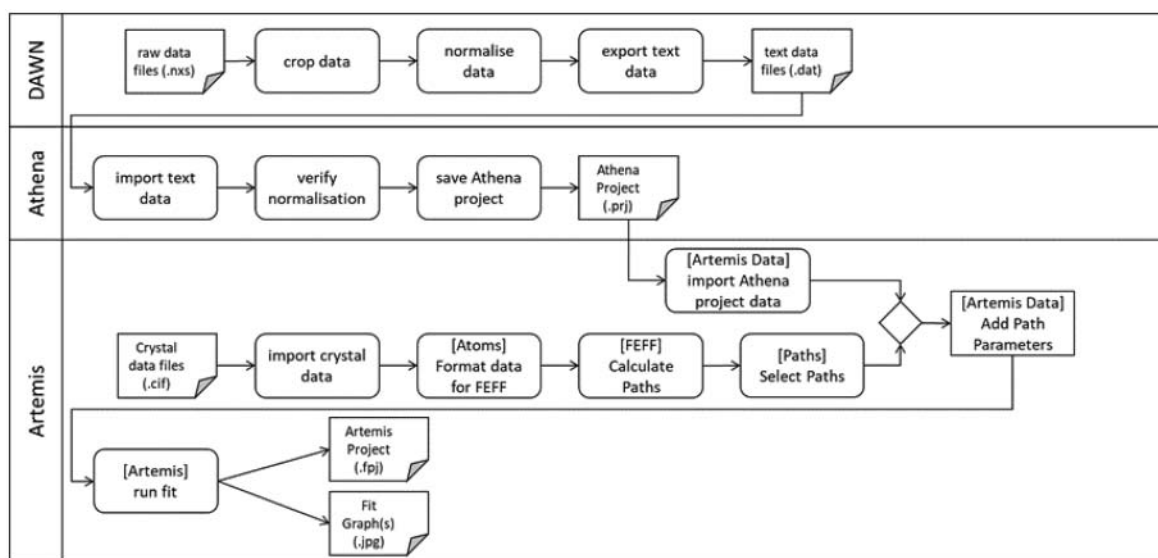 DAWN
raw data
files (.nxs)
crop data
normalise
data
export text
data
text data
files (.dat)
Athena
import text
data
verify
normalisation
save Athena
project
Athena
Project
(.prj)
Artemis
[Artemis Data]
import Athena
project data
[Artemis Data]
Add Path
Parameters
Crystal
data files
(.cif)
import crystal
data
[Atoms]
Format data
for FEFF
[FEFF]
Calculate
Paths
[Paths]
Select Paths
[Artemis]
run fit
Artemis
Project
(.fpj)
Fit
Graph(s)
(.jpg)